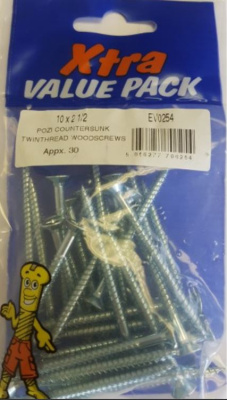 Xtra
VALUE PACK
10 x 2 1/2
EV0254
POZI COUNTERSUNK
TWINTHREAD WOODSCREWS
Appx. 30